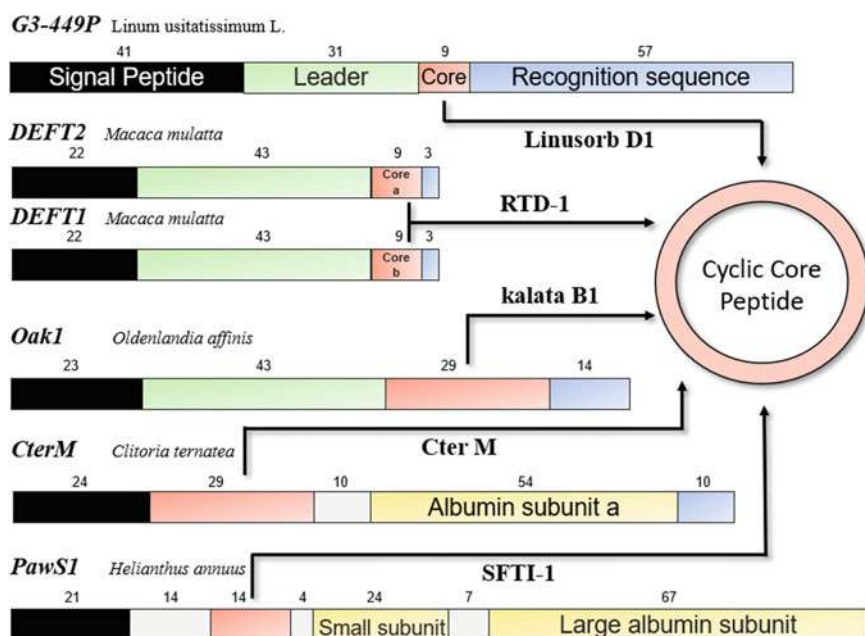 G3-449P Linum usitatissimum L.
41 31 9 57
Signal Peptide Leader Core Recognition sequence
Linusorb D1
DEFT2 Macaca mulatta
22 43 9 3
Core a
RTD-1
DEFT1 Macaca mulatta
22 43 9 3
Core b
Cyclic Core
Peptide
kalata B1
Oak1 Oldenlandia affinis
23 43 29 14
CterM Clitoria ternatea
Cter M
24 29 10 54 10
Albumin subunit a
PawS1 Helianthus annuus
SFTI-1
21 14 14 4 24 7 67
Small subunit Large albumin subunit